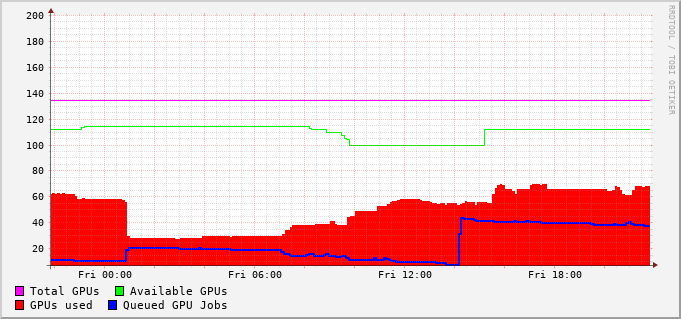 200
180
160
140
120
100
80
60
40
20
Fri 00:00 Fri 06:00 Fri 12:00 Fri 18:00
Total GPUs Available GPUs
GPUs used Queued GPU Jobs
RRDTOOL / TOBI OETIKER